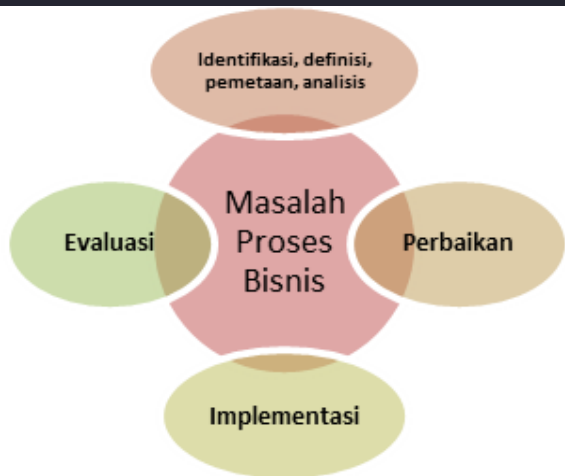 Identifikasi, definisi,
pemetaan, analisis
Masalah
Proses
Bisnis
Evaluasi
Perbaikan
Implementasi